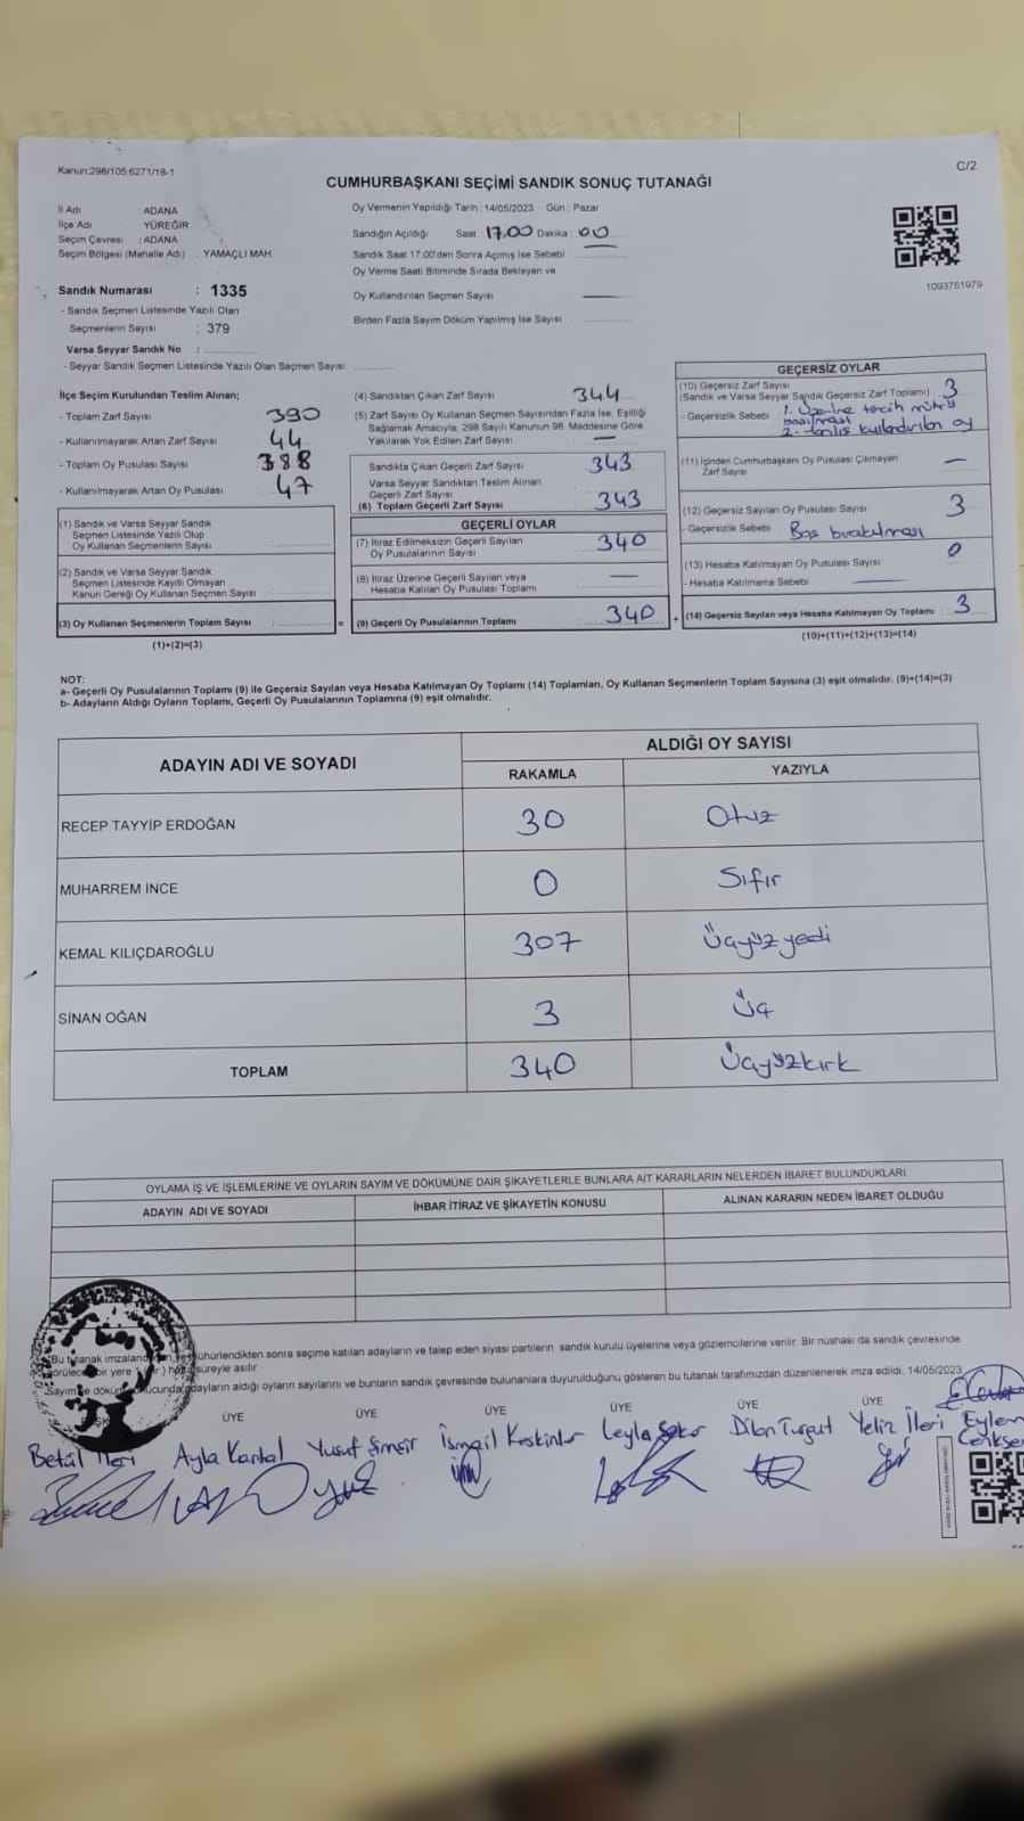 Kanun:298/105 6271/18-1
C/2
CUMHURBAŞKANI SEÇİMİ SANDIK SONUÇ TUTANAĞI
İl Adı : ADANA
İlçe Adı : YÜREĞİR
Seçim Çevresi : ADANA
Seçim Bölgesi (Mahalle Adı) : YAMAÇLI MAH.
Sandık Numarası : 1335
- Sandık Seçmen Listesinde Yazılı Olan
Seçmenlerin Sayısı : 379
Varsa Seyyar Sandık No :
- Seyyar Sandık Seçmen Listesinde Yazılı Olan Seçmen Sayısı
Oy Vermenin Yapıldığı Tarih : 14/05/2023 Gün : Pazar
Sandığın Açıldığı Saat : 17.00 Dakika : 00
Sandık Saat 17:00'den Sonra Açılmış İse Sebebi
Oy Verme Saati Bitiminde Sırada Bekleyen ve
Oy Kullandırılan Seçmen Sayısı
Birden Fazla Sayım Döküm Yapılmış İse Sayısı
1093751979
İlçe Seçim Kurulundan Teslim Alınan;
- Toplam Zarf Sayısı 390
- Kullanılmayarak Artan Zarf Sayısı 44
- Toplam Oy Pusulası Sayısı 388
- Kullanılmayarak Artan Oy Pusulası 47
(1) Sandık ve Varsa Seyyar Sandık
Seçmen Listesinde Yazılı Olup
Oy Kullanan Seçmenlerin Sayısı
(2) Sandık ve Varsa Seyyar Sandık
Seçmen Listesinde Kayıtlı Olmayan
Kanun Gereği Oy Kullanan Seçmen Sayısı
(3) Oy Kullanan Seçmenlerin Toplam Sayısı
(1)+(2)=(3)
(4) Sandıktan Çıkan Zarf Sayısı 344
(5) Zarf Sayısı Oy Kullanan Seçmen Sayısından Fazla İse, Eşitliği
Sağlamak Amacıyla, 298 Sayılı Kanunun 98. Maddesine Göre
Yakılarak Yok Edilen Zarf Sayısı —
Sandıkta Çıkan Geçerli Zarf Sayısı 343
Varsa Seyyar Sandıktan Teslim Alınan
Geçerli Zarf Sayısı
(6) Toplam Geçerli Zarf Sayısı 343
GEÇERLİ OYLAR
(7) İtiraz Edilmeksizin Geçerli Sayılan
Oy Pusulalarının Sayısı 340
(8) İtiraz Üzerine Geçerli Sayılan veya
Hesaba Katılan Oy Pusulası Toplamı —
= (9) Geçerli Oy Pusulalarının Toplamı 340
GEÇERSİZ OYLAR
(10) Geçersiz Zarf Sayısı
(Sandık ve Varsa Seyyar Sandık Geçersiz Zarf Toplamı) 3
- Geçersizlik Sebebi 1. Üzerine tercih mührü
basılması
2. kullandırılan oy
(11) İçinden Cumhurbaşkanı Oy Pusulası Çıkmayan
Zarf Sayısı —
(12) Geçersiz Sayılan Oy Pusulası Sayısı 3
- Geçersizlik Sebebi Boş bırakılması
(13) Hesaba Katılmayan Oy Pusulası Sayısı 0
- Hesaba Katılmama Sebebi
+ (14) Geçersiz Sayılan veya Hesaba Katılmayan Oy Toplamı 3
(10)+(11)+(12)+(13)=(14)
NOT:
a- Geçerli Oy Pusulalarının Toplamı (9) ile Geçersiz Sayılan veya Hesaba Katılmayan Oy Toplamı (14) Toplamları, Oy Kullanan Seçmenlerin Toplam Sayısına (3) eşit olmalıdır. (9)+(14)=(3)
b- Adayların Aldığı Oyların Toplamı, Geçerli Oy Pusulalarının Toplamına (9) eşit olmalıdır.
ADAYIN ADI VE SOYADI ALDIĞI OY SAYISI
RAKAMLA YAZIYLA
RECEP TAYYİP ERDOĞAN 30 Otuz
MUHARREM İNCE 0 Sıfır
KEMAL KILIÇDAROĞLU 307 Üçyüzyedi
SİNAN OĞAN 3 Üç
TOPLAM 340 Üçyüzkırk
OYLAMA İŞ VE İŞLEMLERİNE VE OYLARIN SAYIM VE DÖKÜMÜNE DAİR ŞİKAYETLERLE BUNLARA AİT KARARLARIN NELERDEN İBARET BULUNDUKLARI
ADAYIN ADI VE SOYADI İHBAR İTİRAZ VE ŞİKAYETİN KONUSU ALINAN KARARIN NEDEN İBARET OLDUĞU
Bu tutanak mühürlendikten sonra seçime katılan adayların ve talep eden siyasi partilerin sandık kurulu üyelerine veya gözlemcilerine verilir. Bir nüshası da sandık çevresinde
bir yere süreyle asılır.
adayların aldığı oyların sayılarını ve bunların sandık çevresinde bulunanlara duyurulduğunu gösteren bu tutanak tarafımızdan düzenlenerek imza edildi. 14/05/2023
ÜYE ÜYE ÜYE ÜYE ÜYE ÜYE
Betül İleri Ayla Kartal Yusuf Şimşir İsmail Keskinler Leyla Şeker Dilan Turgut Yeliz İleri Eylem